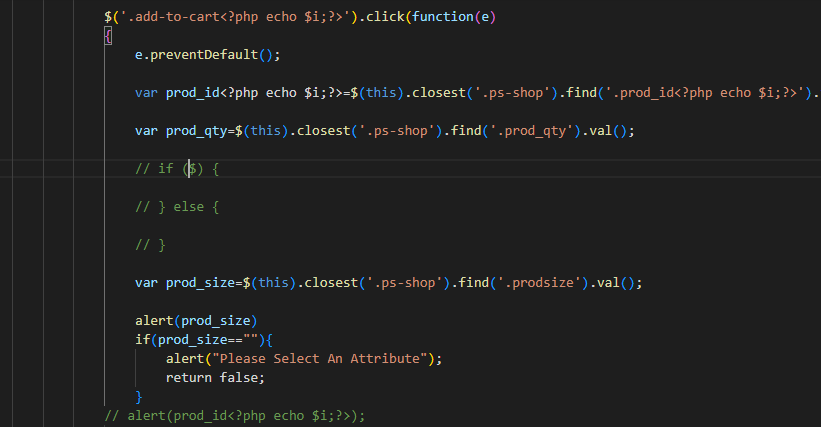 $('.add-to-cart<?php echo $i;?>').click(function(e)
{
e.preventDefault();
var prod_id<?php echo $i;?>=$(this).closest('.ps-shop').find('.prod_id<?php echo $i;?>').
var prod_qty=$(this).closest('.ps-shop').find('.prod_qty').val();
// if ($) {
// } else {
// }
var prod_size=$(this).closest('.ps-shop').find('.prodsize').val();
alert(prod_size)
if(prod_size==""){
alert("Please Select An Attribute");
return false;
}
// alert(prod_id<?php echo $i;?>);